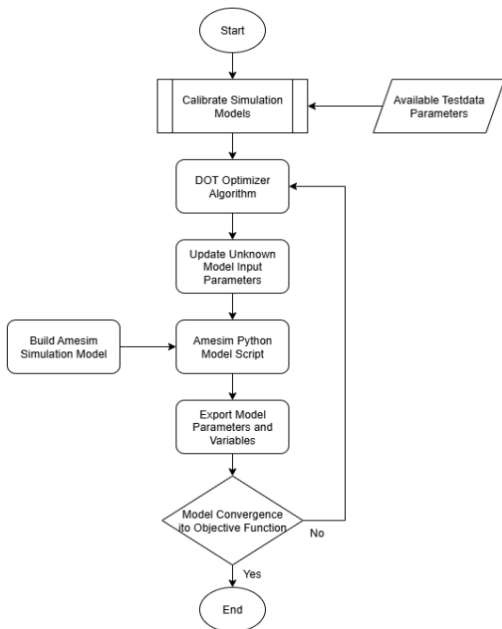 Start
Calibrate Simulation
Models
Available Testdata
Parameters
DOT Optimizer
Algorithm
Update Unknown
Model Input
Parameters
Build Amesim
Simulation Model
Amesim Python
Model Script
Export Model
Parameters and
Variables
Model Convergence
ito Objective Function
No
Yes
End